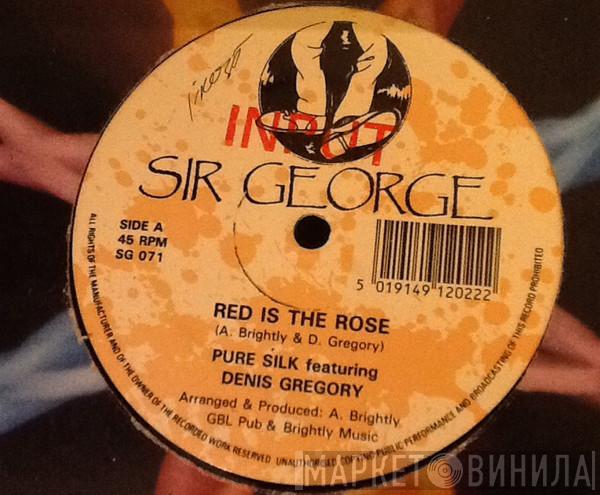 INPUT
SIR GEORGE
SIDE A
45 RPM
SG 071
5 019149 120222
RED IS THE ROSE
(A. Brightly & D. Gregory)
PURE SILK featuring
DENIS GREGORY
Arranged & Produced: A. Brightly
GBL Pub & Brightly Music
ALL RIGHTS OF THE MANUFACTURER AND OF THE OWNER OF THE RECORDED WORK RESERVED UNAUTHORISED COPYING PUBLIC PERFORMANCE AND BROADCASTING OF THIS RECORD PROHIBITED
МАРКЕТ ВИНИЛА